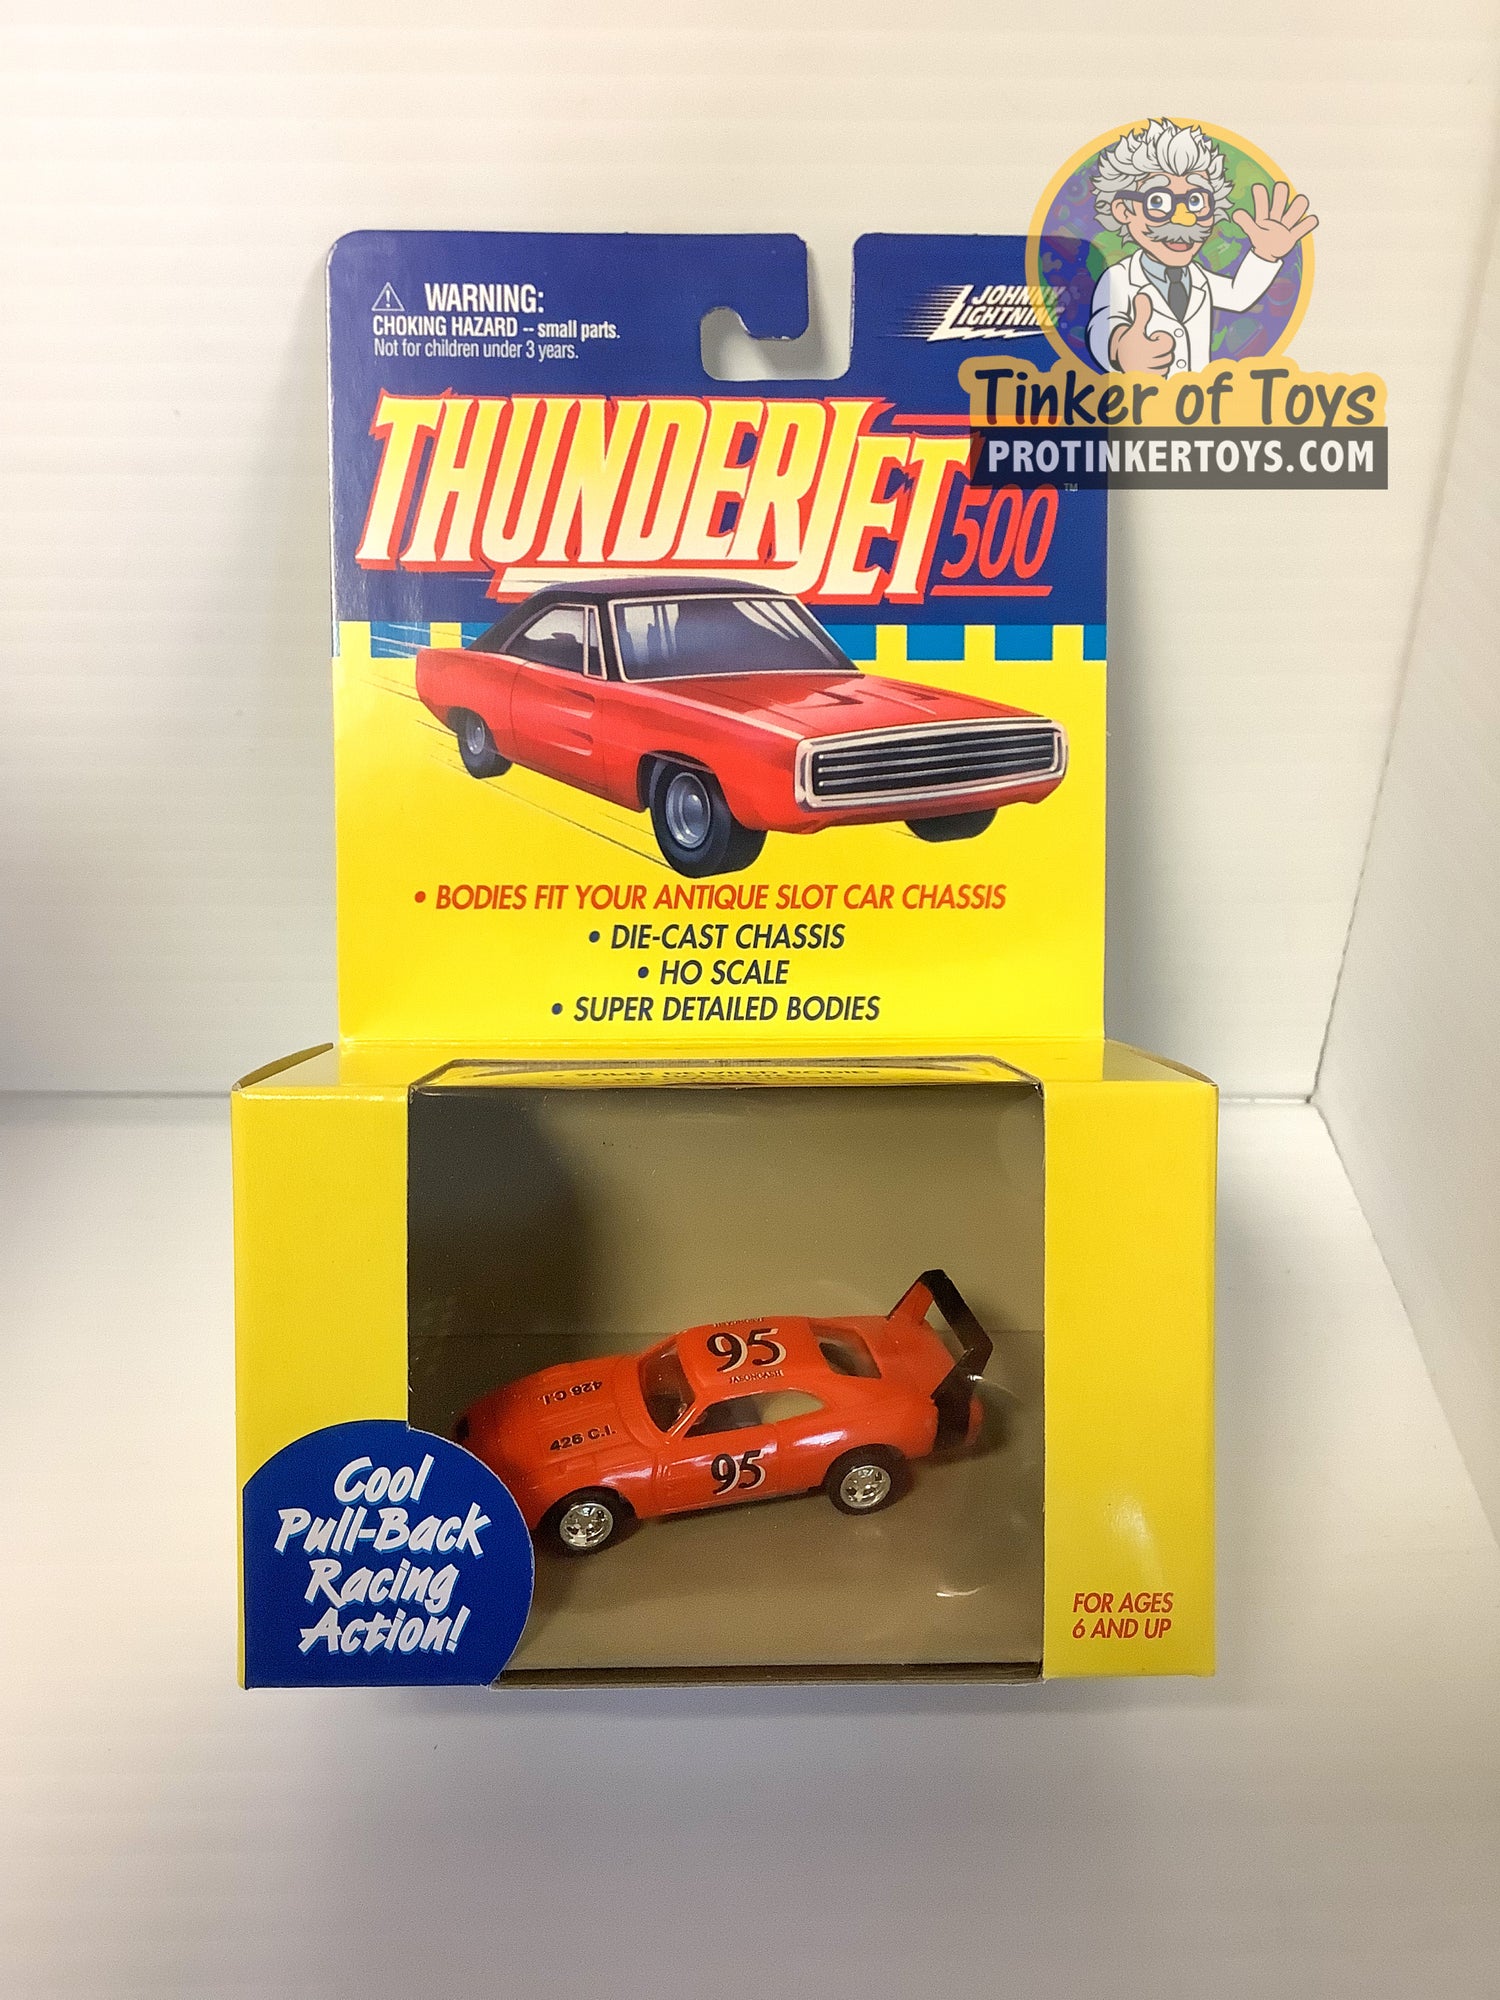 WARNING:
CHOKING HAZARD -- small parts.
Not for children under 3 years.
JOHNNY
LIGHTNING
Tinker of Toys
PROTINKERTOYS.COM
THUNDERJET 500 ™
• BODIES FIT YOUR ANTIQUE SLOT CAR CHASSIS
• DIE-CAST CHASSIS
• HO SCALE
• SUPER DETAILED BODIES
95
426 C.I.
426 C.I.
95
Cool
Pull-Back
Racing
Action!
FOR AGES
6 AND UP